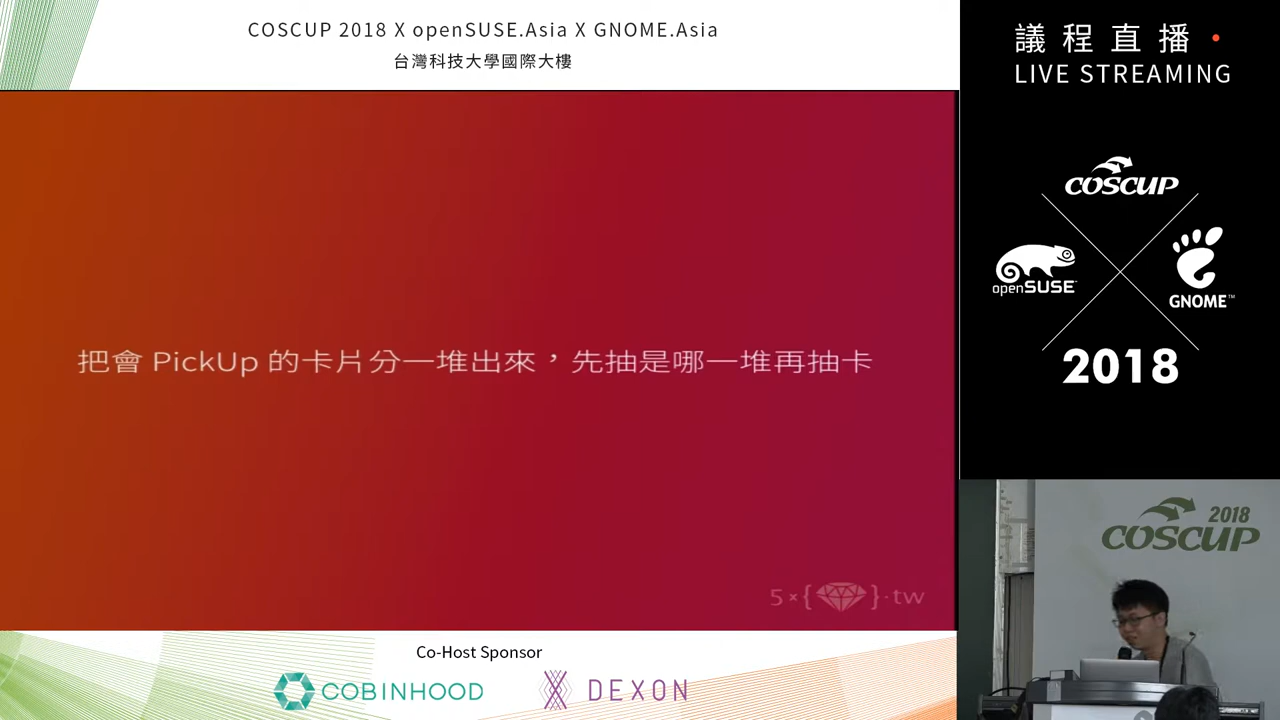 COSCUP 2018 X openSUSE.Asia X GNOME.Asia
台灣科技大學國際大樓
議程直播
LIVE STREAMING
COSCUP
openSUSE
GNOME™
2018
把會 PickUp 的卡片分一堆出來，先抽是哪一堆再抽卡
5×{ }.tw
2018
COSCUP
Co-Host Sponsor
COBINHOOD
DEXON